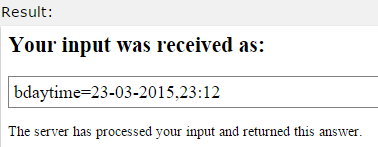 Result:
Your input was received as:
bdaytime=23-03-2015,23:12
The server has processed your input and returned this answer.